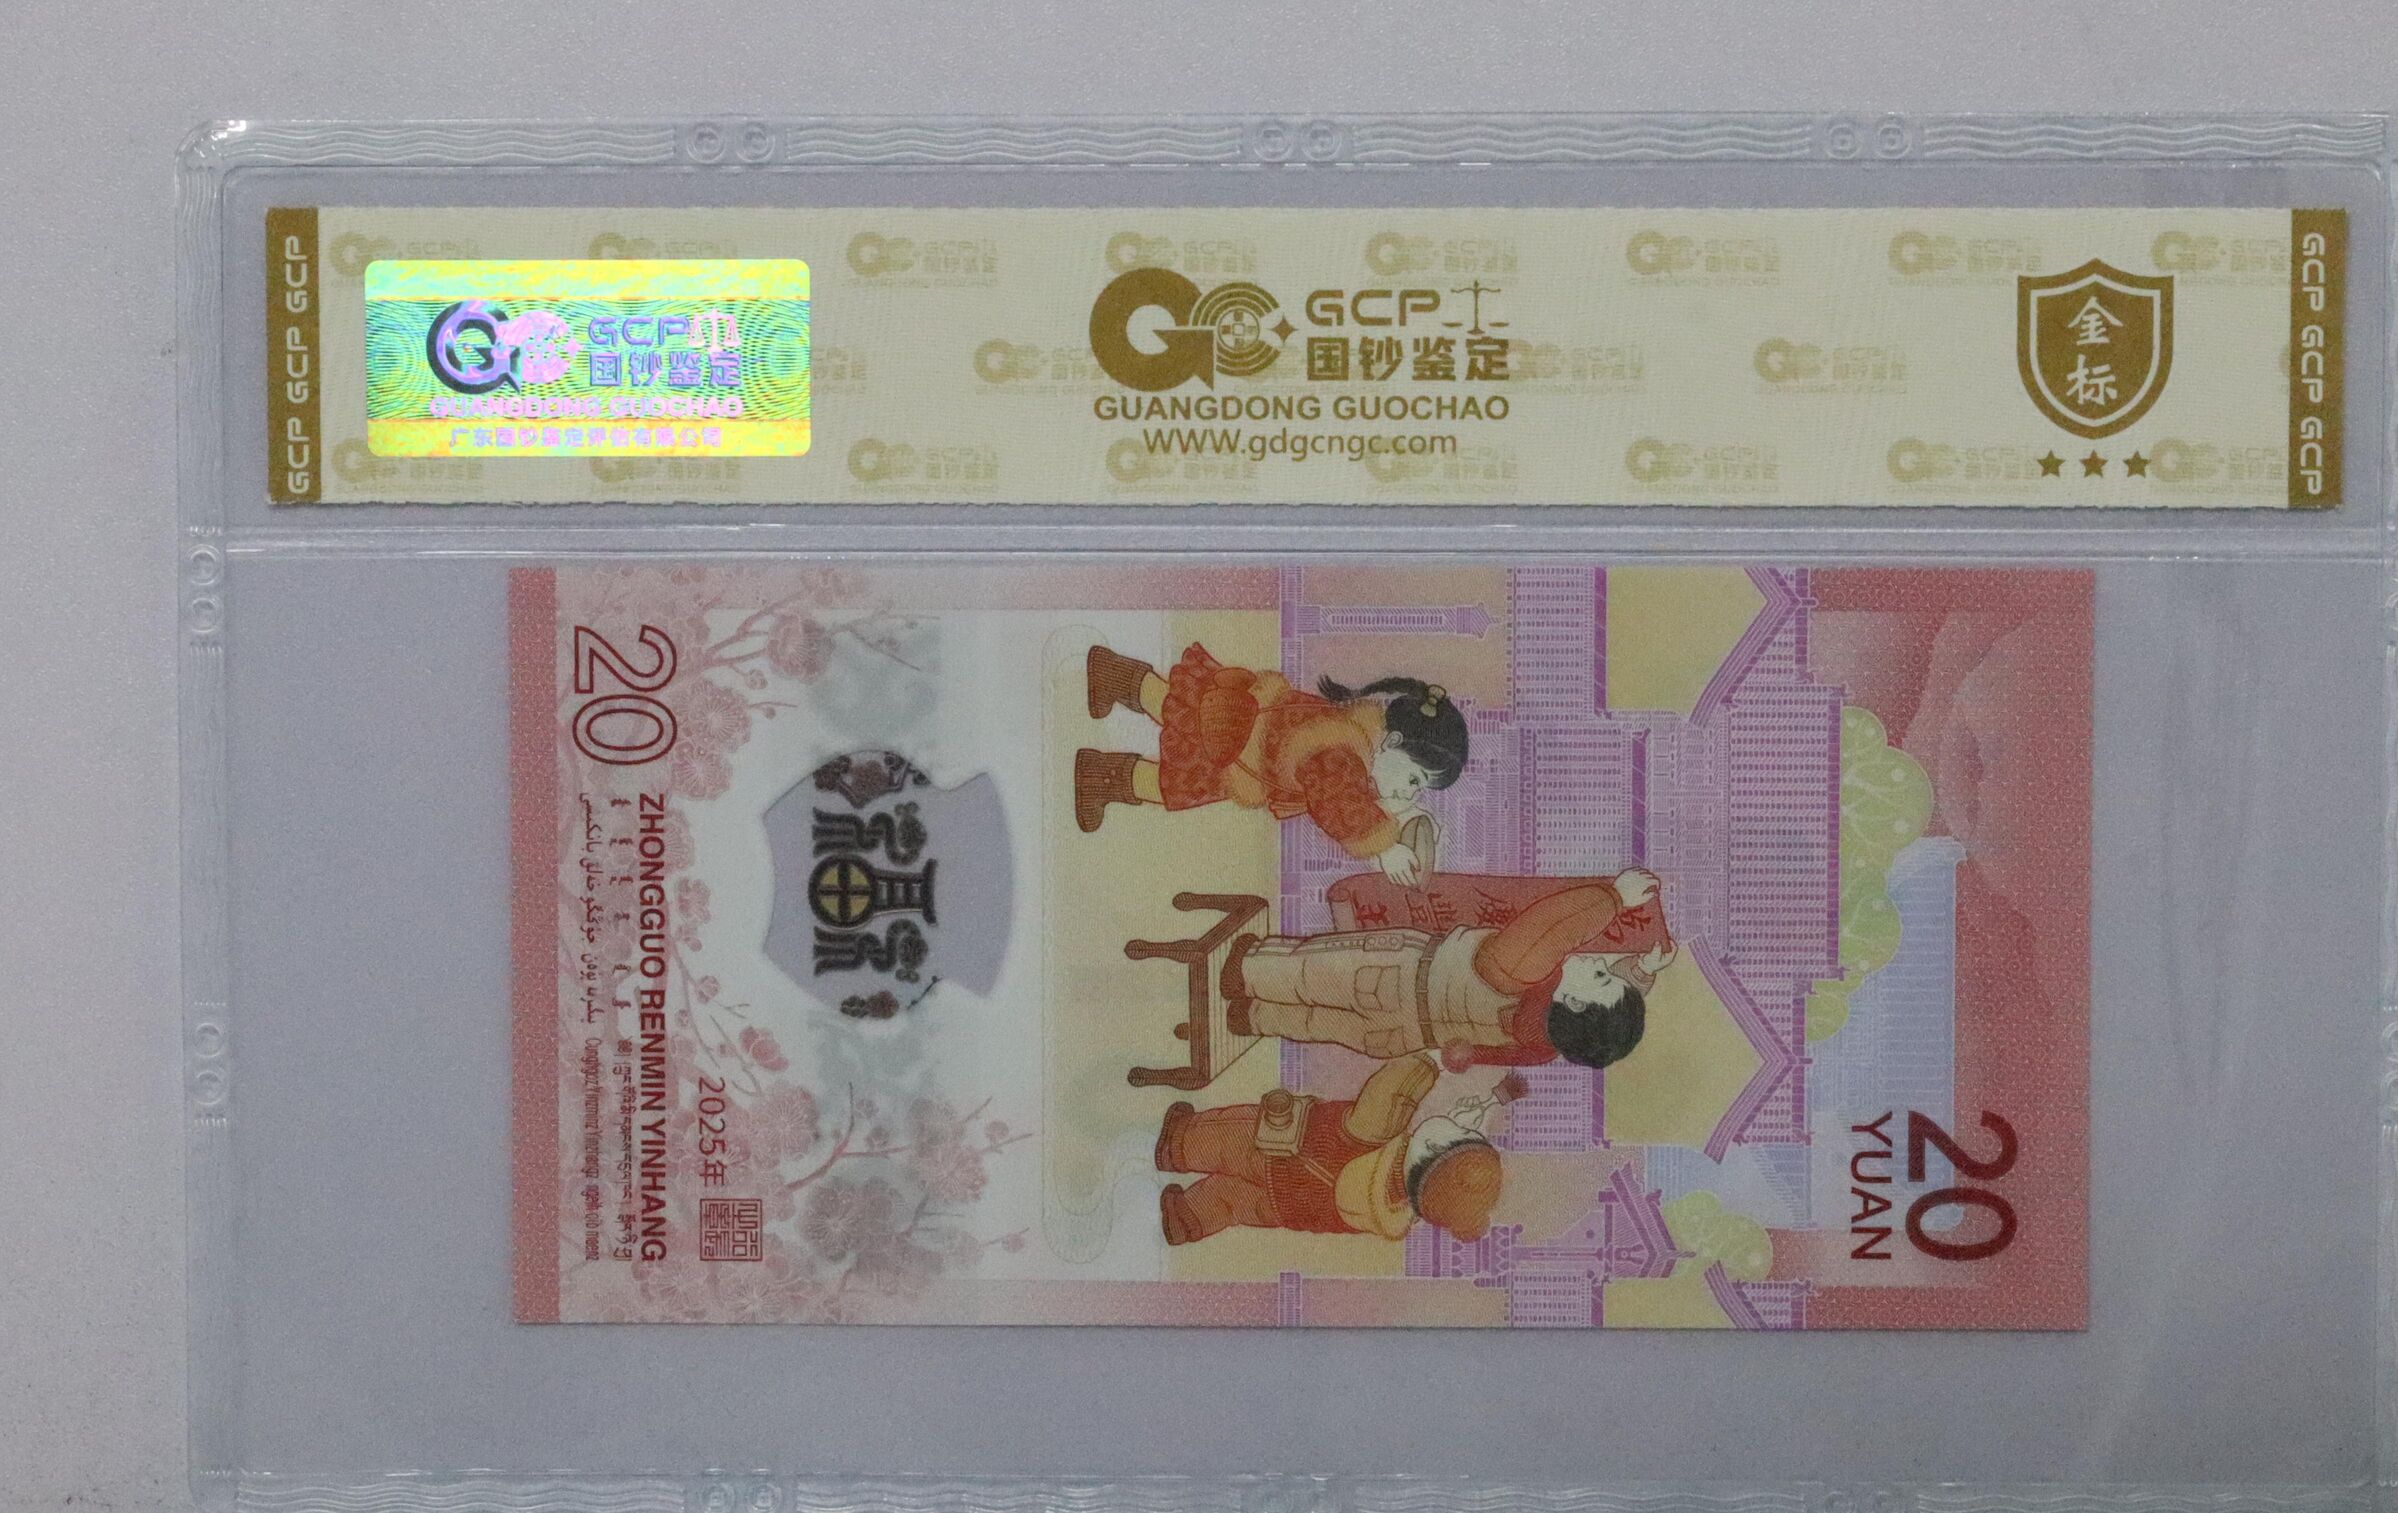 GCP
国钞鉴定
GUANGDONG GUOCHAO
广东国钞鉴定评估有限公司
GCP
国钞鉴定
GUANGDONG GUOCHAO
WWW.gdgcngc.com
金标
GCP GCP GCP GCP
GCP GCP GCP GCP
20
ZHONGGUO RENMIN YINHANG
2025年
20
YUAN